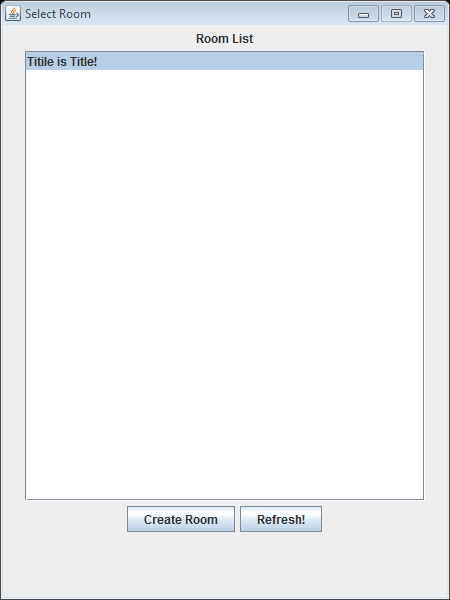 Select Room
Room List
Titile is Title!
Create Room
Refresh!